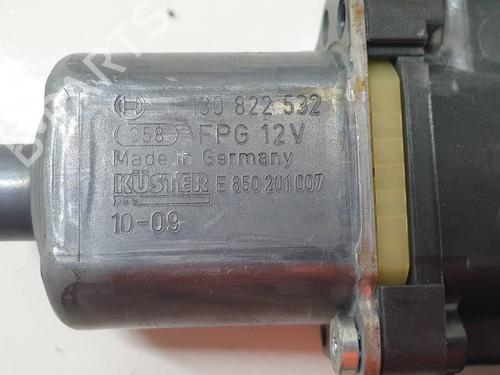 130 822 532
258 FPG 12V
Made in Germany
KÜSTER E 850 201 007
10-09